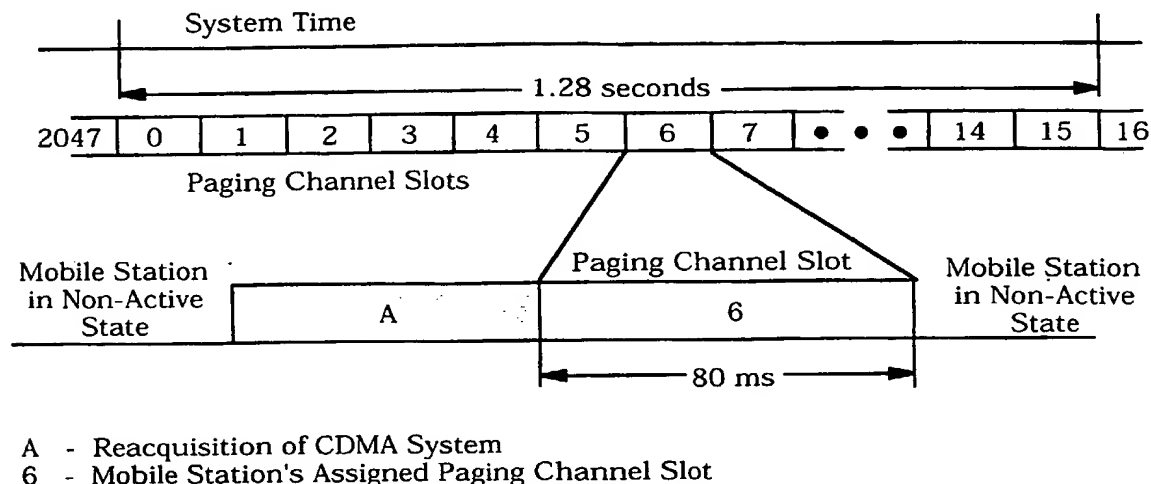 System Time
1.28 seconds
2047 0 1 2 3 4 5 6 7 • • • 14 15 16
Paging Channel Slots
Paging Channel Slot
Mobile Station
in Non-Active
State
A
6
Mobile Station
in Non-Active
State
80 ms
A - Reacquisition of CDMA System
6 - Mobile Station's Assigned Paging Channel Slot